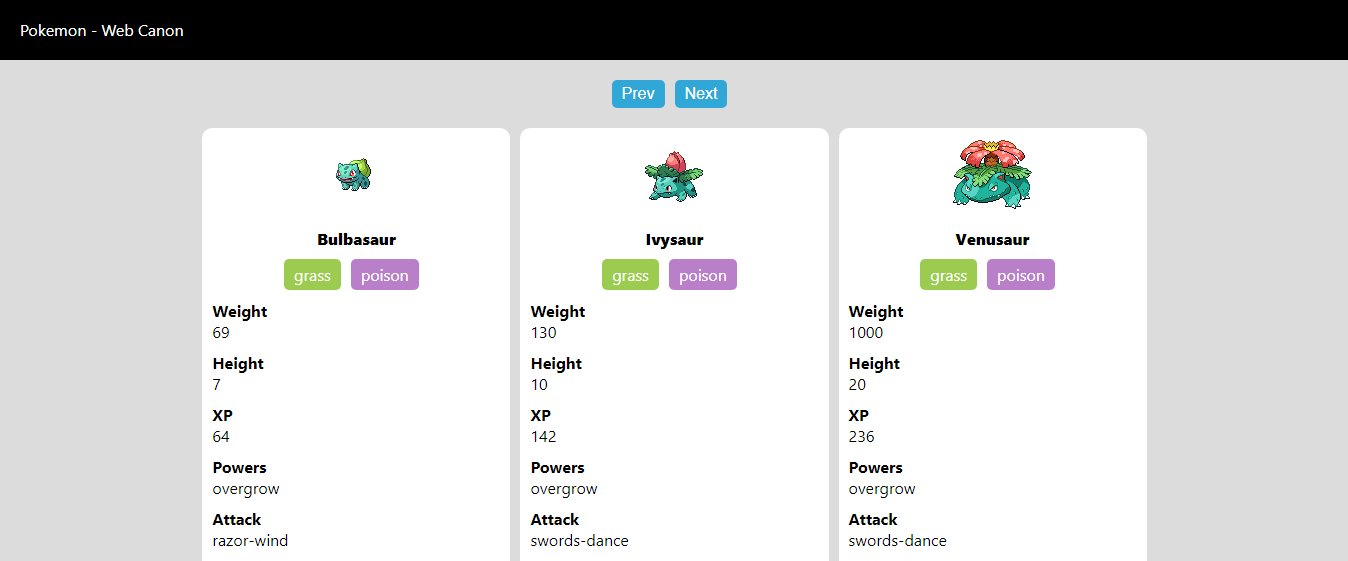 Pokemon - Web Canon
Prev Next
Bulbasaur
grass poison
Weight
69
Height
7
XP
64
Powers
overgrow
Attack
razor-wind
Ivysaur
grass poison
Weight
130
Height
10
XP
142
Powers
overgrow
Attack
swords-dance
Venusaur
grass poison
Weight
1000
Height
20
XP
236
Powers
overgrow
Attack
swords-dance